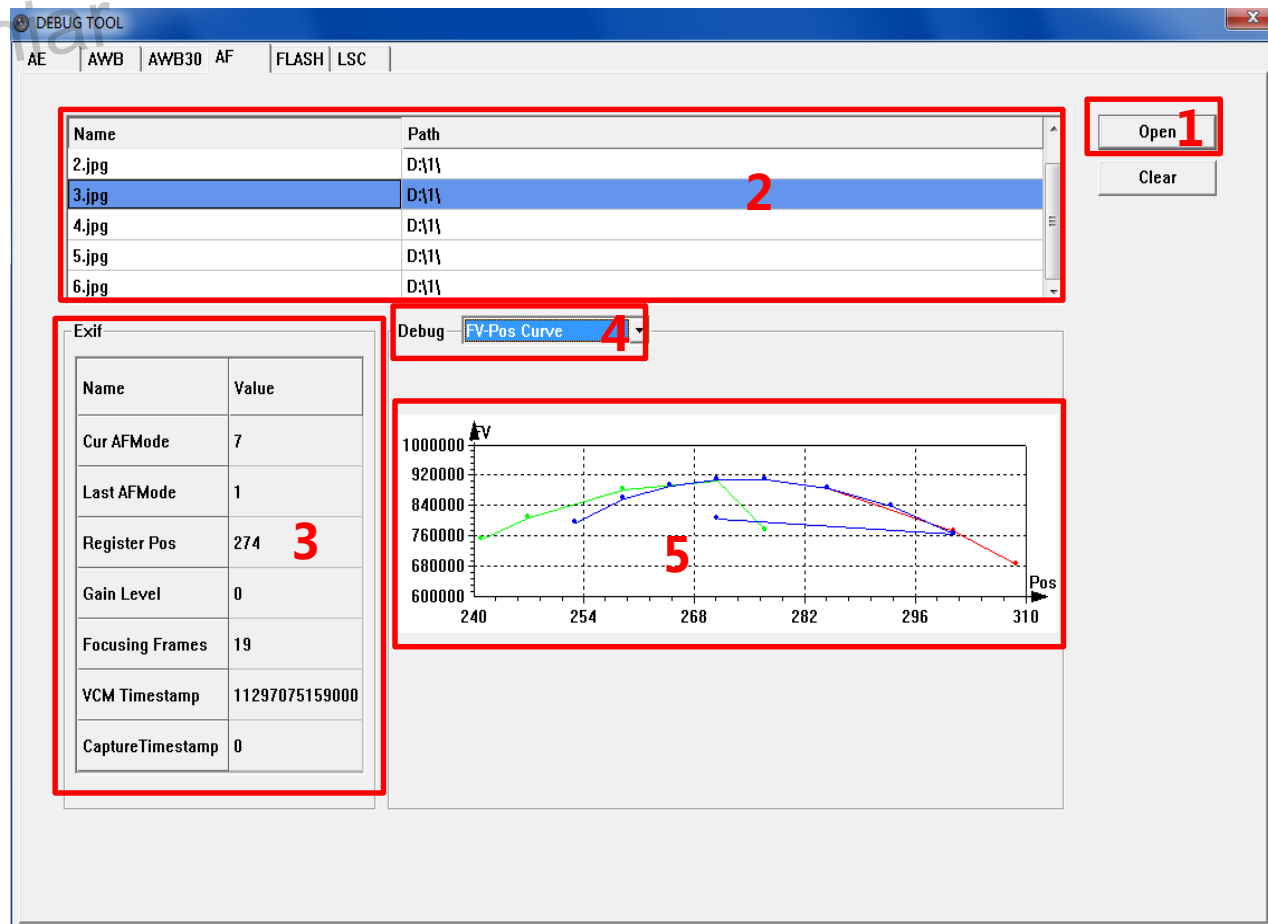 DEBUG TOOL
x
AE AWB AWB30 AF FLASH LSC
Name Path
2.jpg D:\1\
3.jpg D:\1\
4.jpg D:\1\
5.jpg D:\1\
6.jpg D:\1\
2
Open
1
Clear
Exif
Name Value
Cur AFMode 7
Last AFMode 1
Register Pos 274
Gain Level 0
Focusing Frames 19
VCM Timestamp 11297075159000
CaptureTimestamp 0
3
Debug FV-Pos Curve
4
FV
1000000
920000
840000
760000
680000
600000
240 254 268 282 296 310
Pos
5